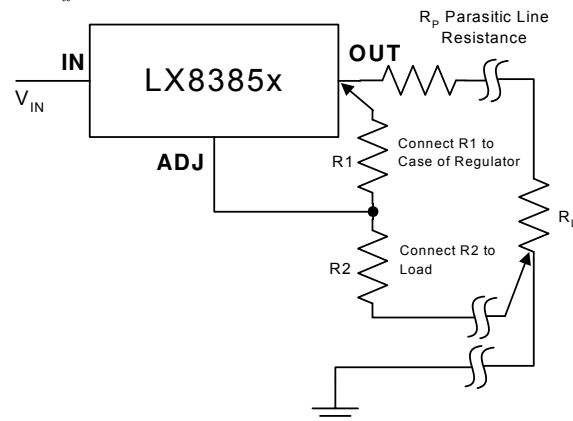 R_P Parasitic Line
Resistance
OUT
IN
LX8385x
V_IN
ADJ
R1
Connect R1 to
Case of Regulator
R2
Connect R2 to
Load